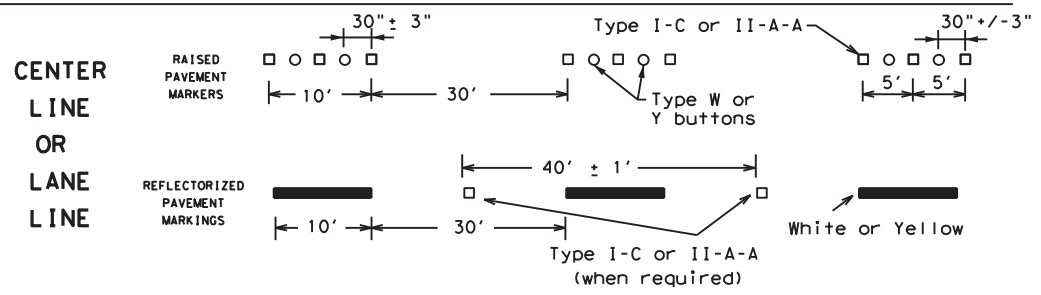 CENTER
LINE
OR
LANE
LINE
RAISED
PAVEMENT
MARKERS
30"± 3"
10'
30'
Type I-C or II-A-A
Type W or
Y buttons
30"+/-3"
5'
5'
REFLECTORIZED
PAVEMENT
MARKINGS
40' ± 1'
10'
30'
Type I-C or II-A-A
(when required)
White or Yellow